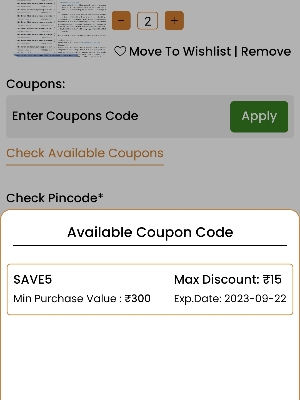 − 2 +
Move To Wishlist | Remove
Coupons:
Enter Coupons Code Apply
Check Available Coupons
Check Pincode*
Available Coupon Code
SAVE5 Max Discount: ₹15
Min Purchase Value : ₹300 Exp.Date: 2023-09-22